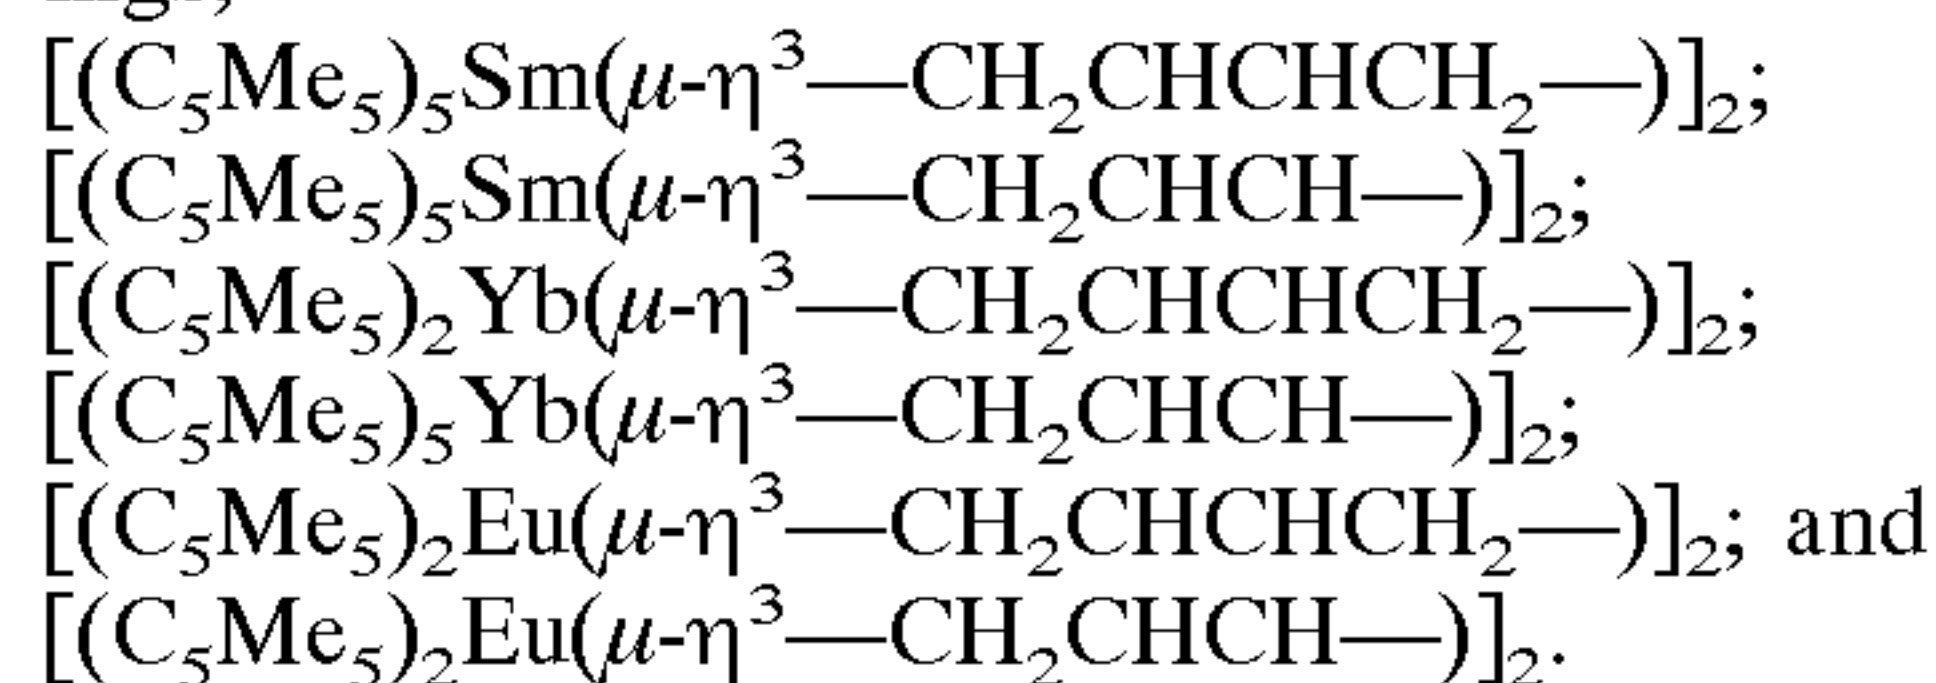 [(C₅Me₅)₅Sm(μ-η³—CH₂CHCHCH₂—)]₂;
[(C₅Me₅)₅Sm(μ-η³—CH₂CHCH—)]₂;
[(C₅Me₅)₂Yb(μ-η³—CH₂CHCHCH₂—)]₂;
[(C₅Me₅)₅Yb(μ-η³—CH₂CHCH—)]₂;
[(C₅Me₅)₂Eu(μ-η³—CH₂CHCHCH₂—)]₂; and
[(C₅Me₅)₂Eu(μ-η³—CH₂CHCH—)]₂.